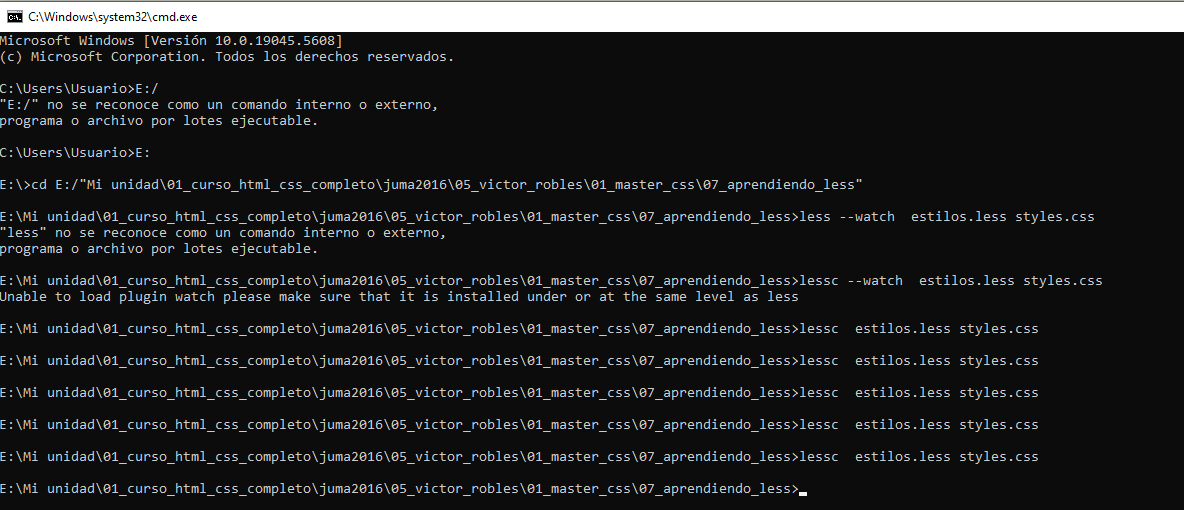 C:\Windows\system32\cmd.exe
Microsoft Windows [Versión 10.0.19045.5608]
(c) Microsoft Corporation. Todos los derechos reservados.
C:\Users\Usuario>E:/
"E:/" no se reconoce como un comando interno o externo,
programa o archivo por lotes ejecutable.
C:\Users\Usuario>E:
E:\>cd E:/"Mi unidad\01_curso_html_css_completo\juma2016\05_victor_robles\01_master_css\07_aprendiendo_less"
E:\Mi unidad\01_curso_html_css_completo\juma2016\05_victor_robles\01_master_css\07_aprendiendo_less>less --watch  estilos.less styles.css
"less" no se reconoce como un comando interno o externo,
programa o archivo por lotes ejecutable.
E:\Mi unidad\01_curso_html_css_completo\juma2016\05_victor_robles\01_master_css\07_aprendiendo_less>lessc --watch  estilos.less styles.css
Unable to load plugin watch please make sure that it is installed under or at the same level as less
E:\Mi unidad\01_curso_html_css_completo\juma2016\05_victor_robles\01_master_css\07_aprendiendo_less>lessc  estilos.less styles.css
E:\Mi unidad\01_curso_html_css_completo\juma2016\05_victor_robles\01_master_css\07_aprendiendo_less>lessc  estilos.less styles.css
E:\Mi unidad\01_curso_html_css_completo\juma2016\05_victor_robles\01_master_css\07_aprendiendo_less>lessc  estilos.less styles.css
E:\Mi unidad\01_curso_html_css_completo\juma2016\05_victor_robles\01_master_css\07_aprendiendo_less>lessc  estilos.less styles.css
E:\Mi unidad\01_curso_html_css_completo\juma2016\05_victor_robles\01_master_css\07_aprendiendo_less>lessc  estilos.less styles.css
E:\Mi unidad\01_curso_html_css_completo\juma2016\05_victor_robles\01_master_css\07_aprendiendo_less>